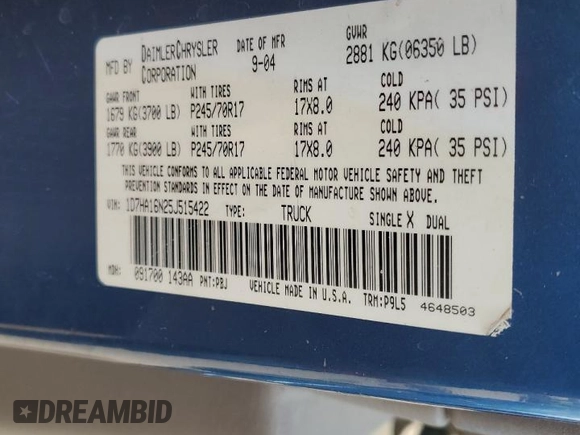 MFD BY DAIMLERCHRYSLER CORPORATION DATE OF MFR 9-04 GVWR 2881 KG(06350 LB)
GAWR FRONT WITH TIRES RIMS AT COLD
1679 KG(3700 LB) P245/70R17 17X8.0 240 KPA( 35 PSI)
GAWR REAR WITH TIRES RIMS AT COLD
1770 KG(3900 LB) P245/70R17 17X8.0 240 KPA( 35 PSI)
THIS VEHICLE CONFORMS TO ALL APPLICABLE FEDERAL MOTOR VEHICLE SAFETY AND THEFT
PREVENTION STANDARDS IN EFFECT ON THE DATE OF MANUFACTURE SHOWN ABOVE.
VIN: 1D7HA16N25J515422 TYPE: TRUCK SINGLE X DUAL
MDH: 091700 143AA PNT:PBJ VEHICLE MADE IN U.S.A. TRM:P9L5 4648503
DREAMBID